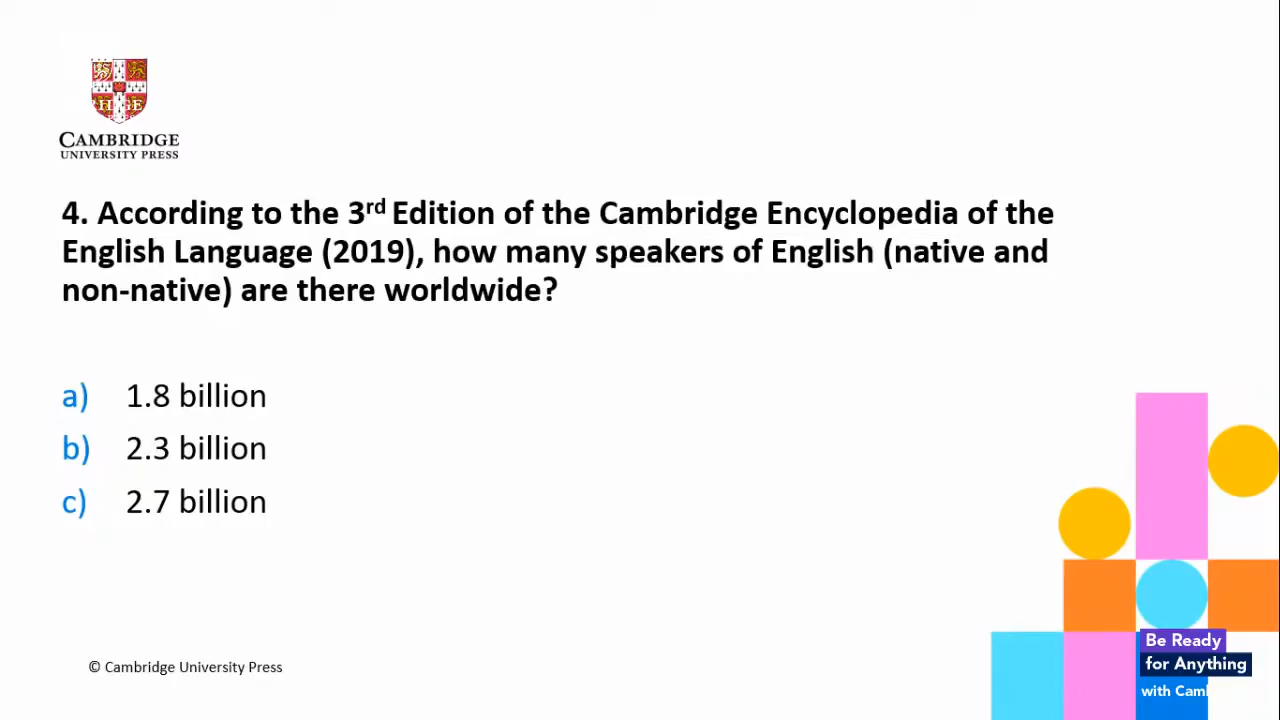 CAMBRIDGE
UNIVERSITY PRESS
4. According to the 3rd Edition of the Cambridge Encyclopedia of the
English Language (2019), how many speakers of English (native and
non-native) are there worldwide?
a) 1.8 billion
b) 2.3 billion
c) 2.7 billion
Be Ready
for Anything
with Cam
© Cambridge University Press